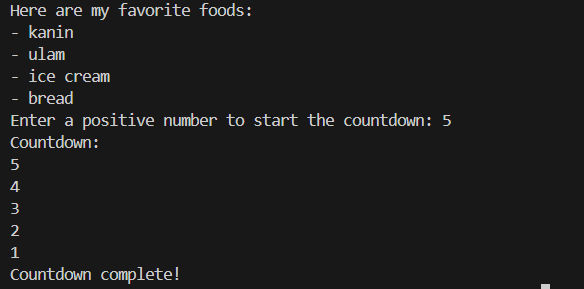 Here are my favorite foods:
- kanin
- ulam
- ice cream
- bread
Enter a positive number to start the countdown: 5
Countdown:
5
4
3
2
1
Countdown complete!